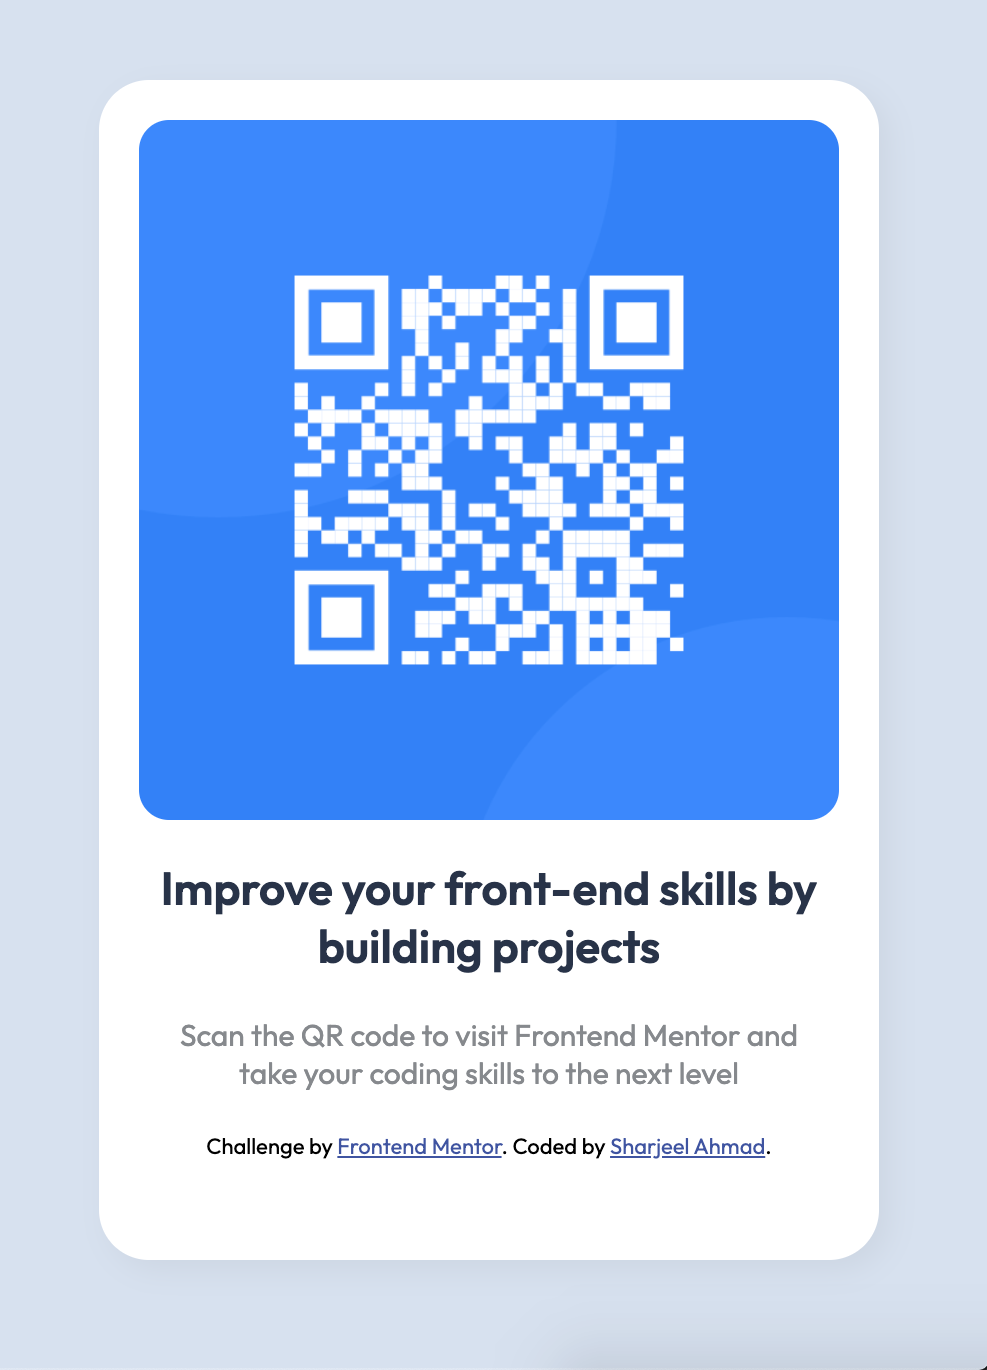 Improve your front-end skills by
building projects
Scan the QR code to visit Frontend Mentor and
take your coding skills to the next level
Challenge by Frontend Mentor. Coded by Sharjeel Ahmad.